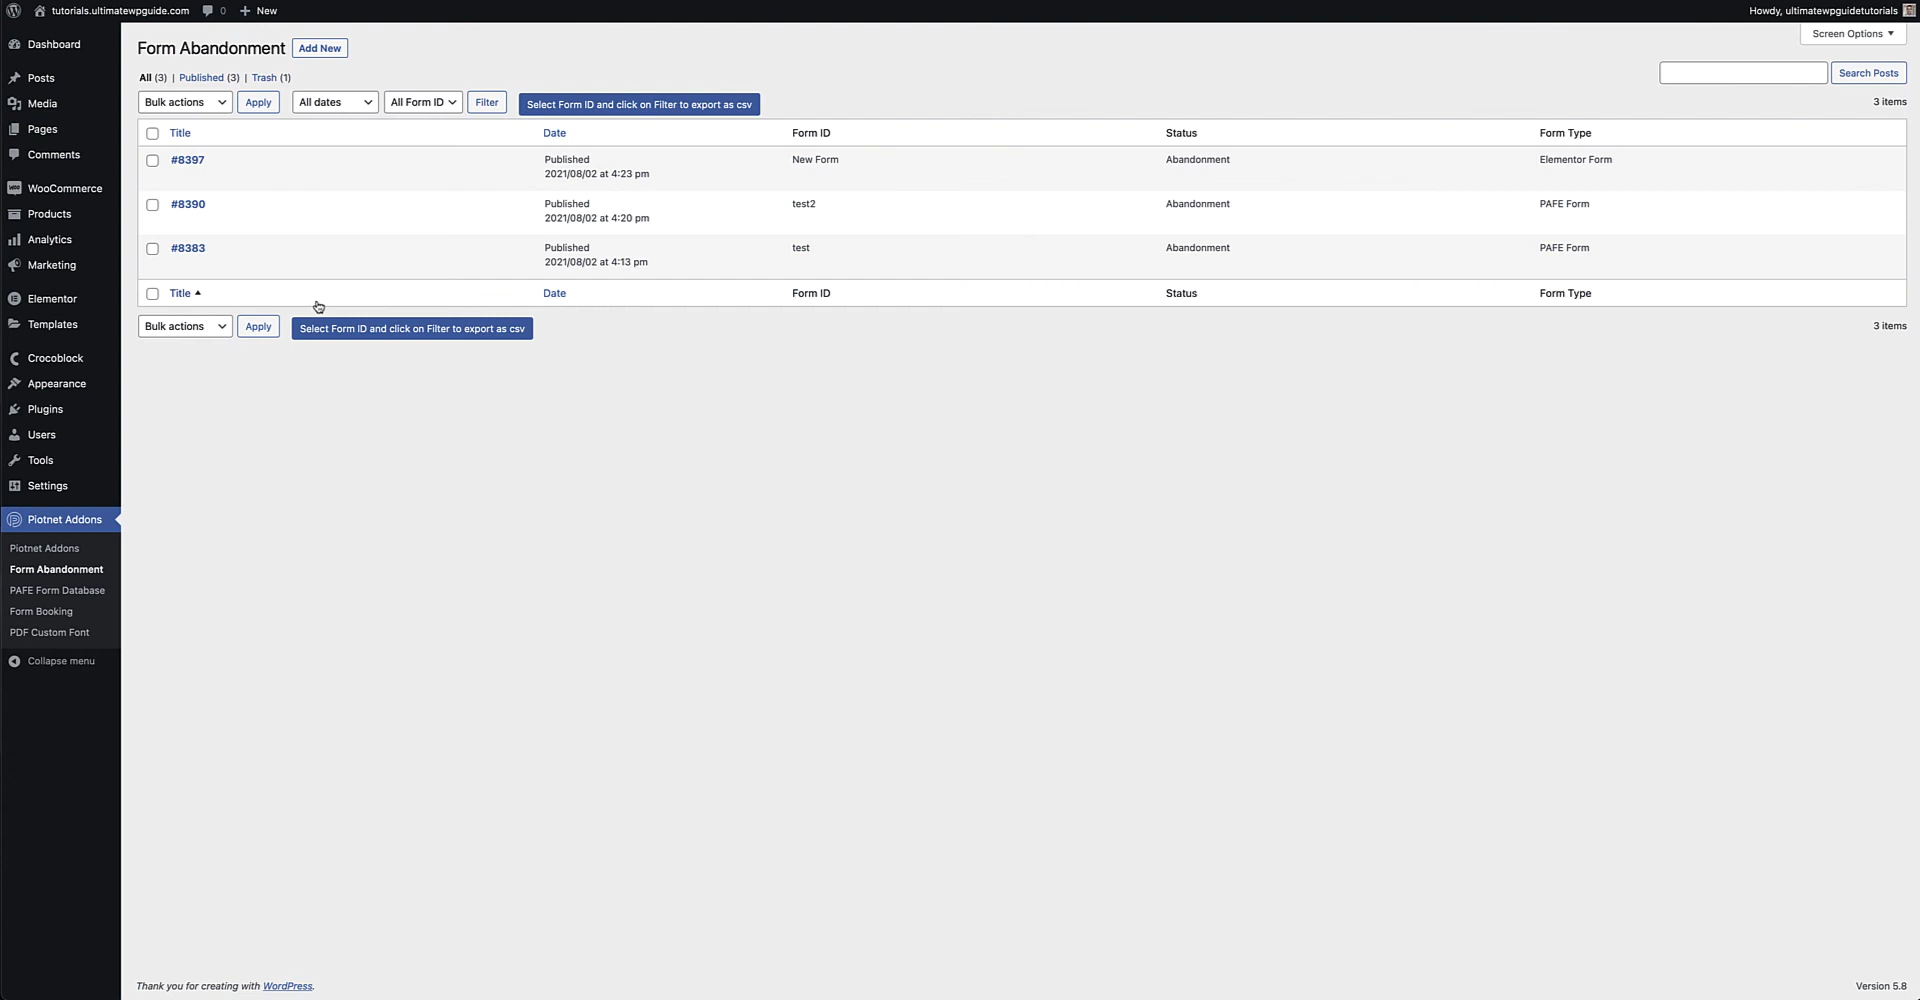 tutorials.ultimatewpguide.com 0 New Howdy, ultimatewpguidetutorials
Screen Options
Dashboard
Posts
Media
Pages
Comments
WooCommerce
Products
Analytics
Marketing
Elementor
Templates
Crocoblock
Appearance
Plugins
Users
Tools
Settings
Piotnet Addons
Piotnet Addons
Form Abandonment
PAFE Form Database
Form Booking
PDF Custom Font
Collapse menu
Form Abandonment Add New
All (3) | Published (3) | Trash (1)
Search Posts
Bulk actions Apply All dates All Form ID Filter Select Form ID and click on Filter to export as csv 3 items
Title Date Form ID Status Form Type
#8397 Published New Form Abandonment Elementor Form
2021/08/02 at 4:23 pm
#8390 Published test2 Abandonment PAFE Form
2021/08/02 at 4:20 pm
#8383 Published test Abandonment PAFE Form
2021/08/02 at 4:13 pm
Title Date Form ID Status Form Type
Bulk actions Apply Select Form ID and click on Filter to export as csv 3 items
Thank you for creating with WordPress. Version 5.8